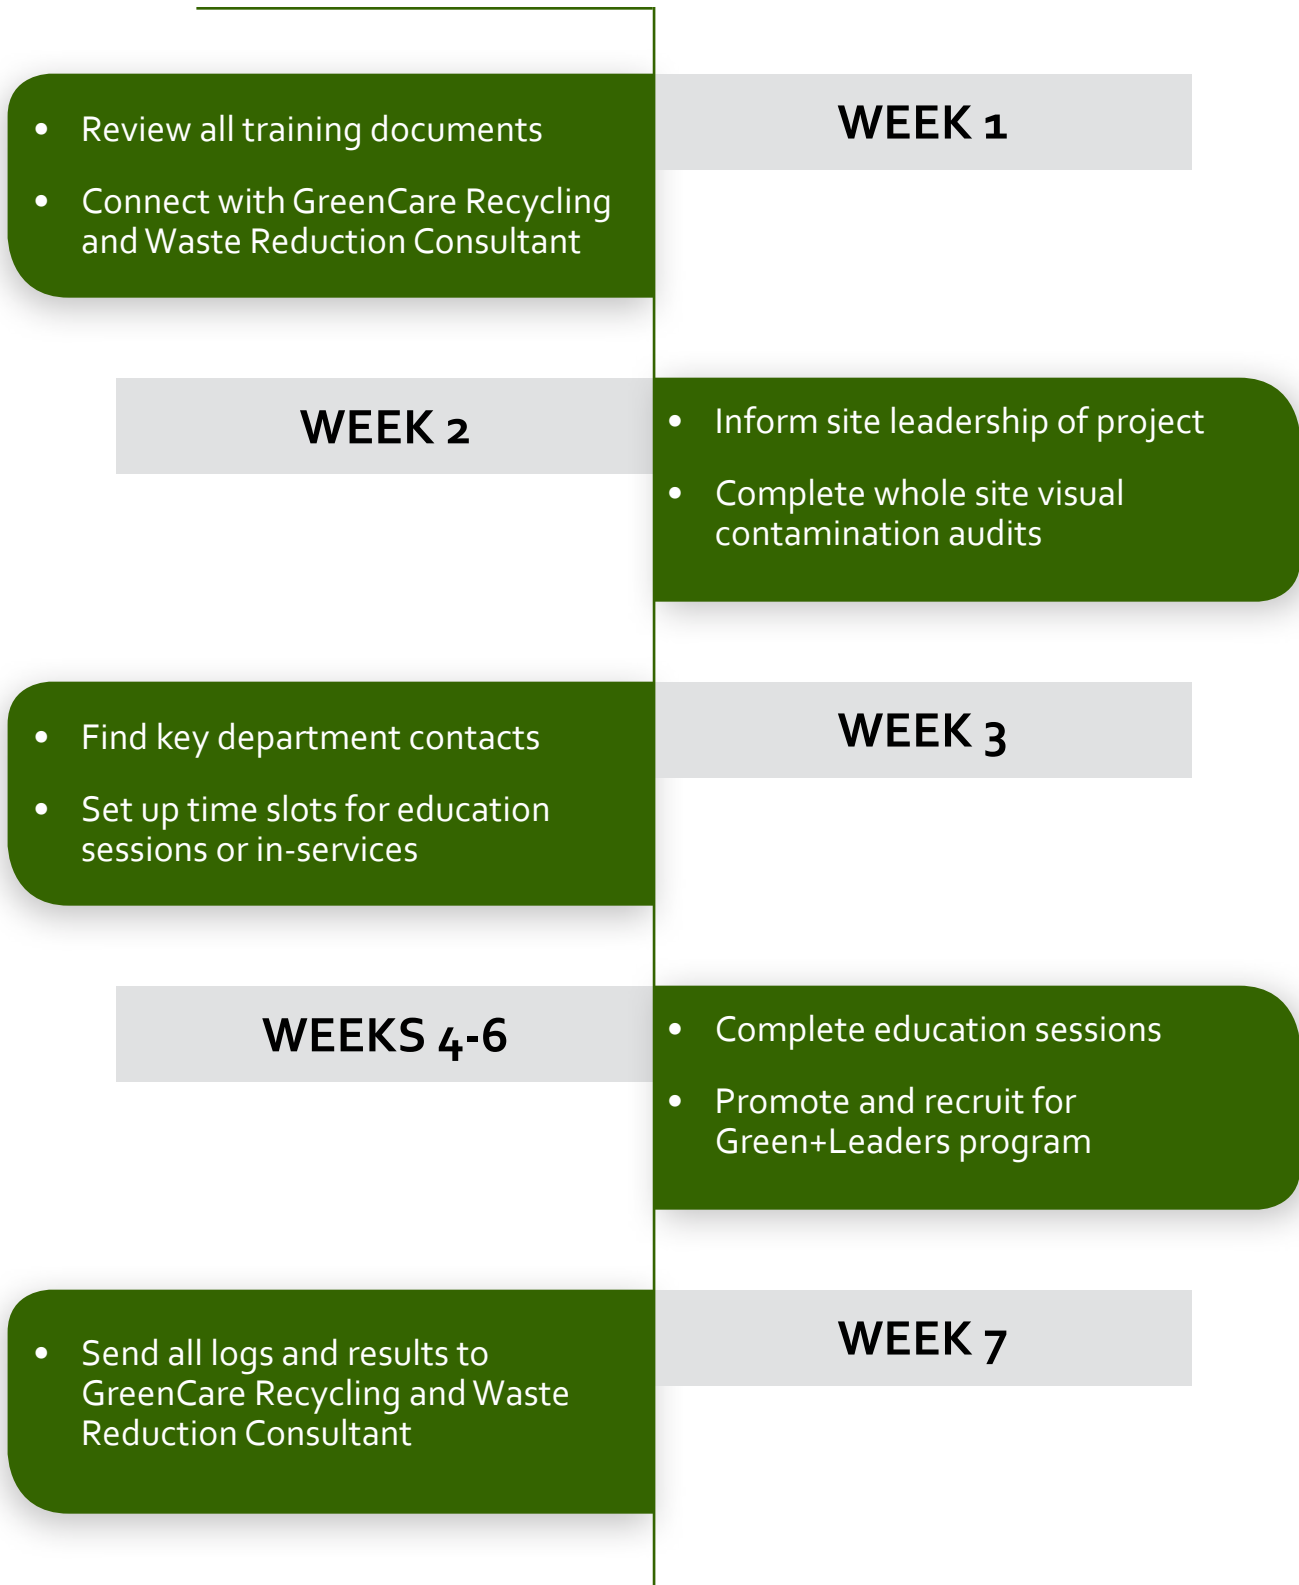 WEEK 1
• Review all training documents
• Connect with GreenCare Recycling
and Waste Reduction Consultant
WEEK 2
• Inform site leadership of project
• Complete whole site visual
contamination audits
WEEK 3
• Find key department contacts
• Set up time slots for education
sessions or in-services
WEEKS 4-6
• Complete education sessions
• Promote and recruit for
Green+Leaders program
WEEK 7
• Send all logs and results to
GreenCare Recycling and Waste
Reduction Consultant